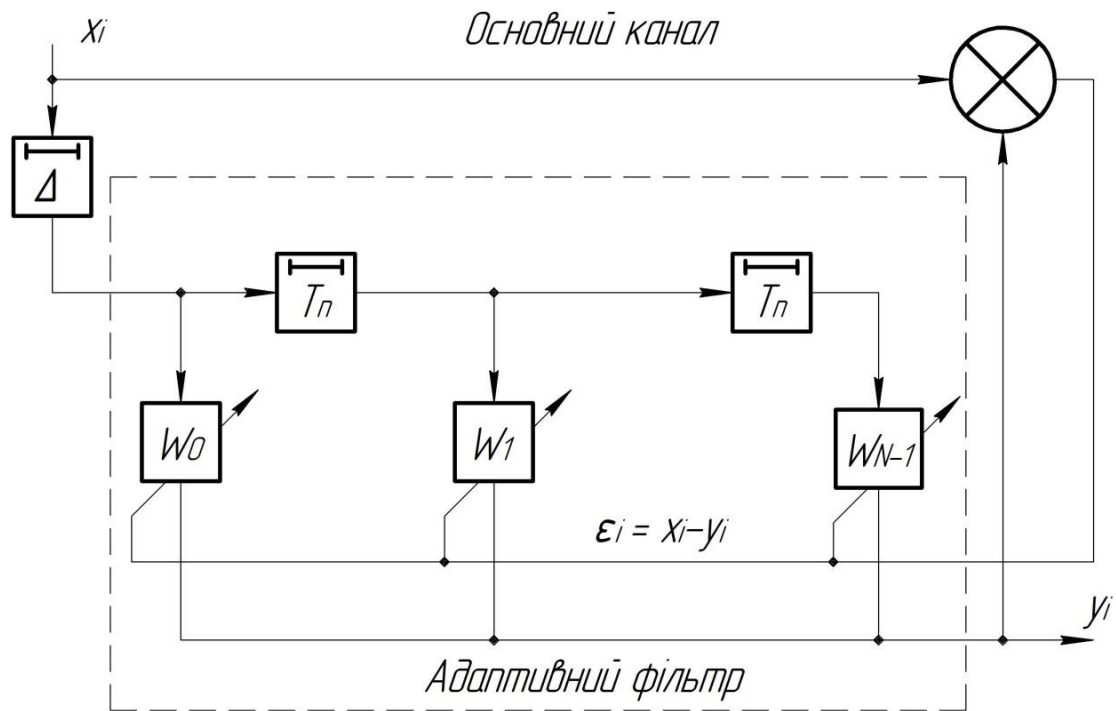 xi
Основний канал
Δ
Tп
Tп
W0
W1
WN-1
εi = xi-yi
yi
Адаптивний фільтр